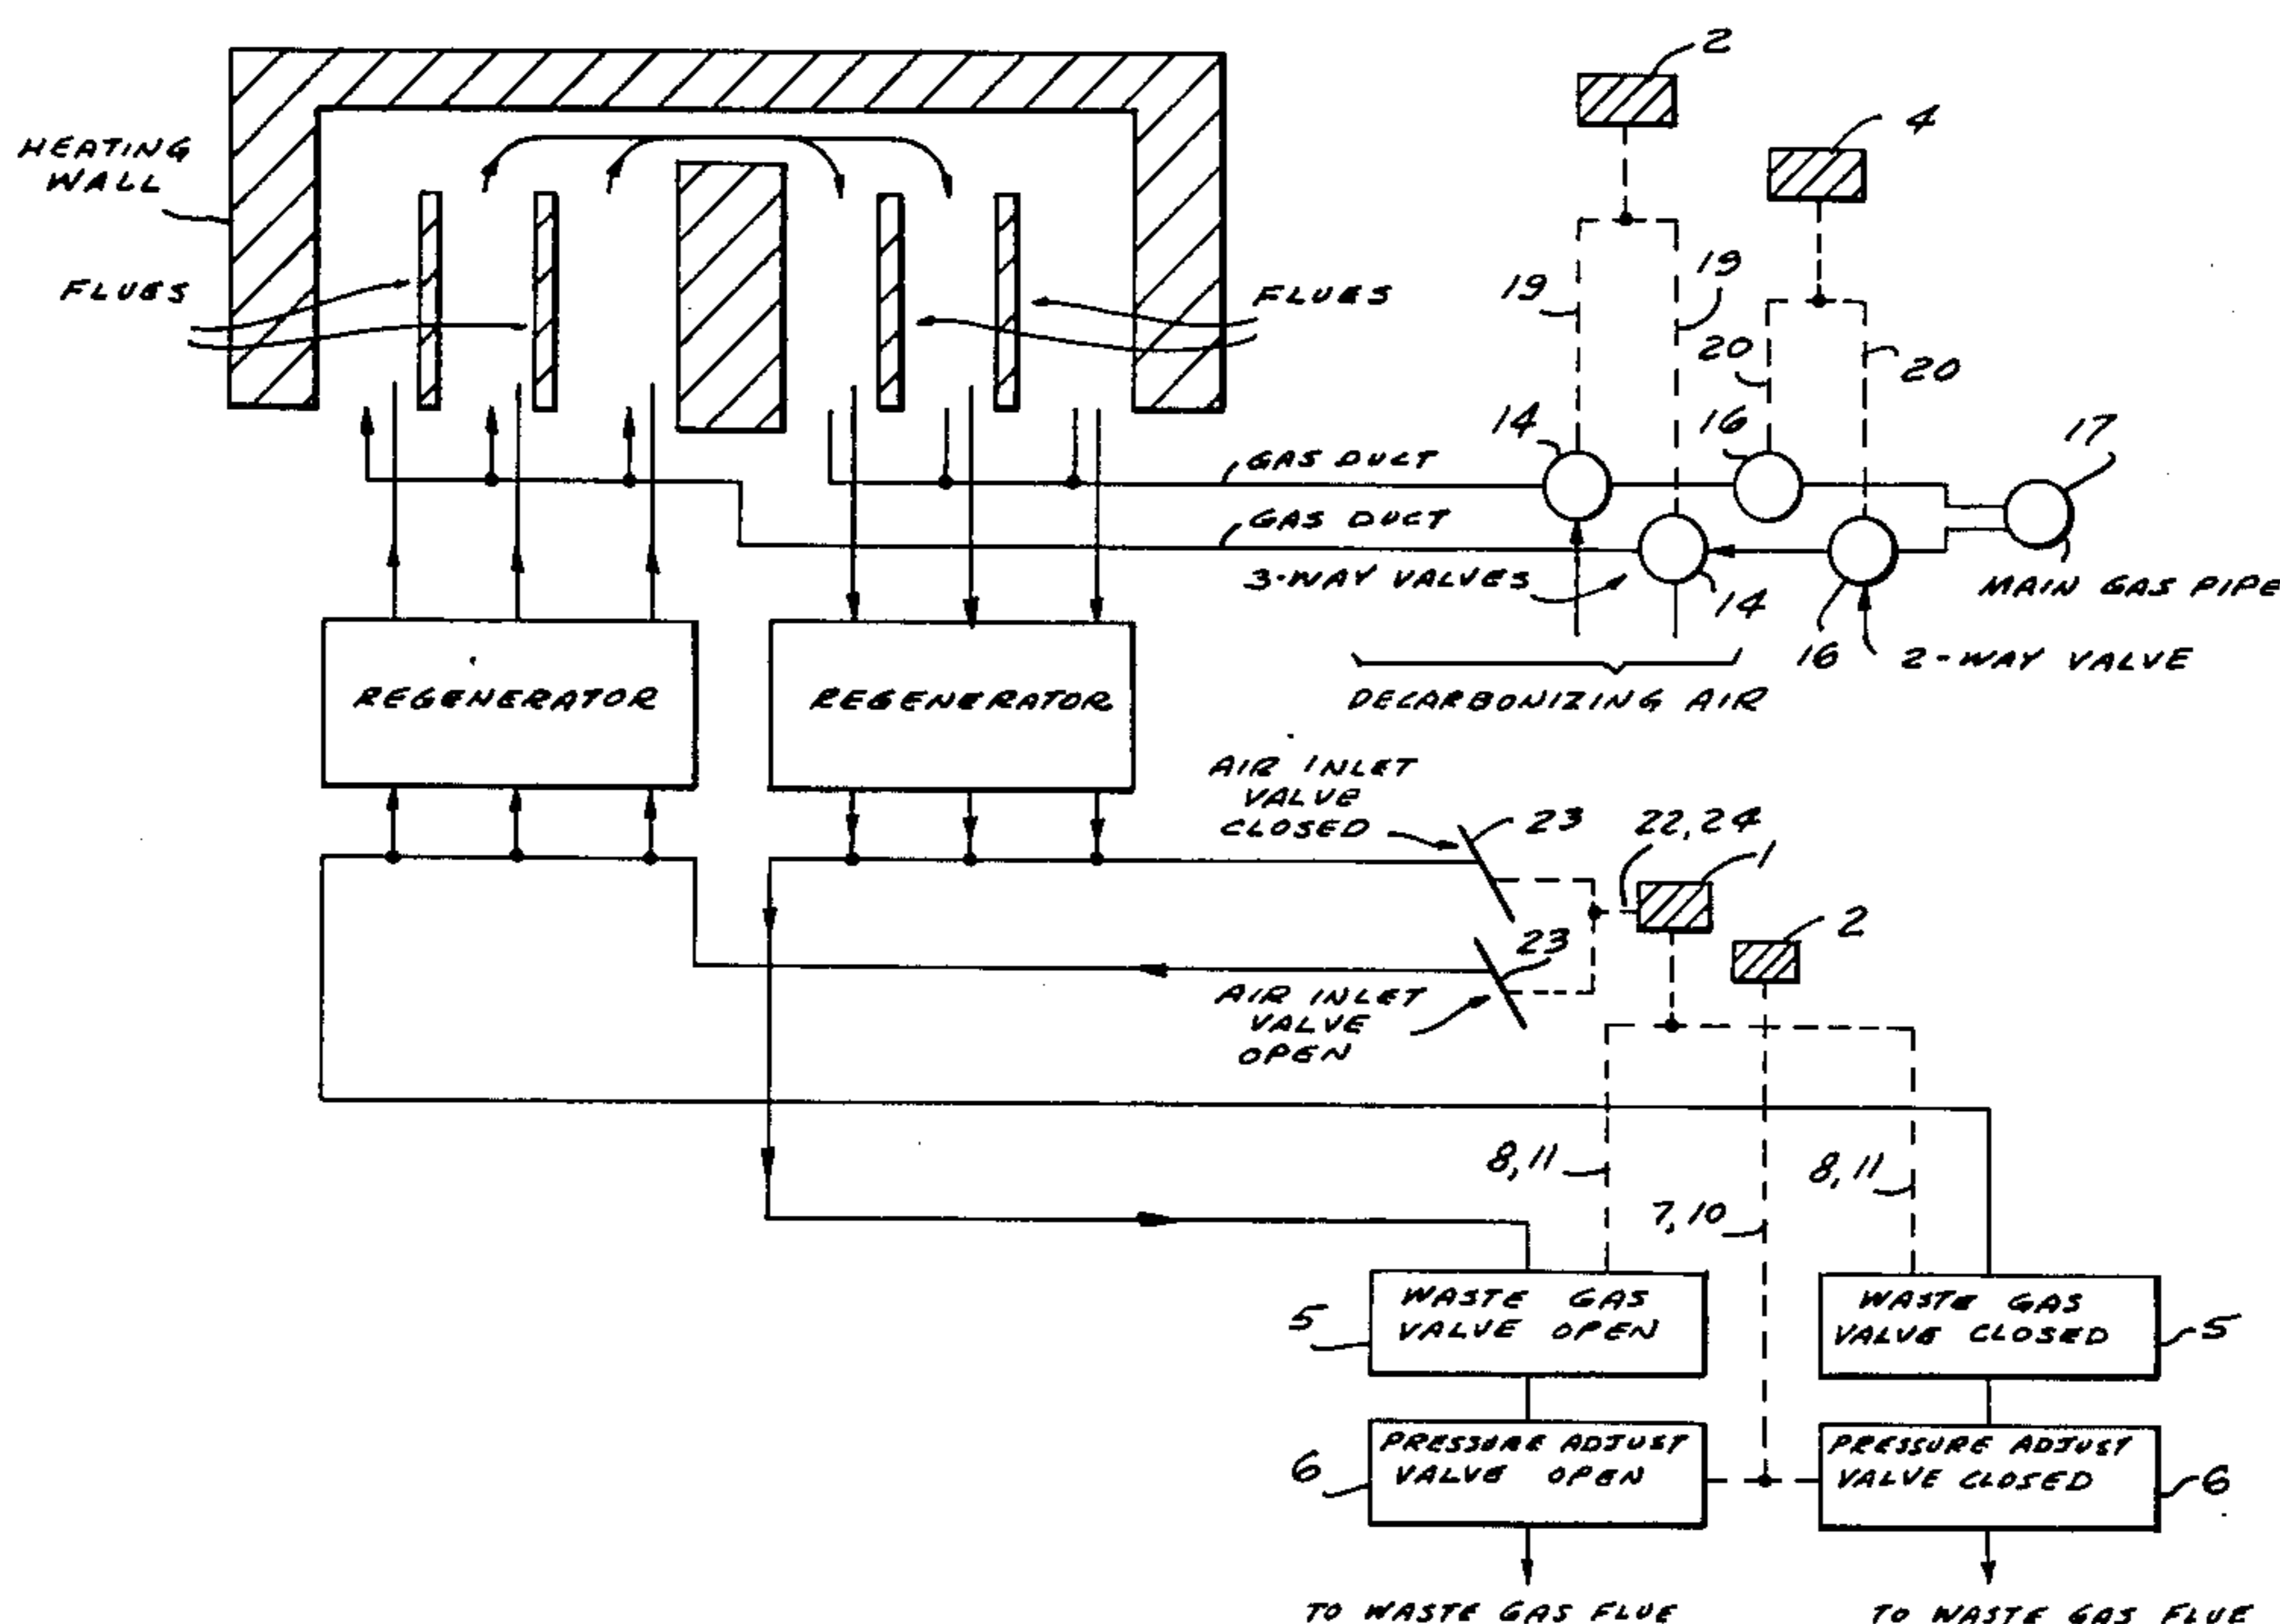 2
4
HEATING
WALL
FLUES
FLUES
19
19
20
20
14
16
17
GAS DUCT
GAS DUCT
3-WAY VALVES
14
MAIN GAS PIPE
16
2-WAY VALVE
DECARBONIZING AIR
REGENERATOR
REGENERATOR
AIR INLET
VALVE
CLOSED
23
22,24
1
2
23
AIR INLET
VALVE
OPEN
8,11
8,11
7,10
5
WASTE GAS
VALVE OPEN
WASTE GAS
VALVE CLOSED
5
6
PRESSURE ADJUST
VALVE OPEN
PRESSURE ADJUST
VALVE CLOSED
6
TO WASTE GAS FLUE
TO WASTE GAS FLUE